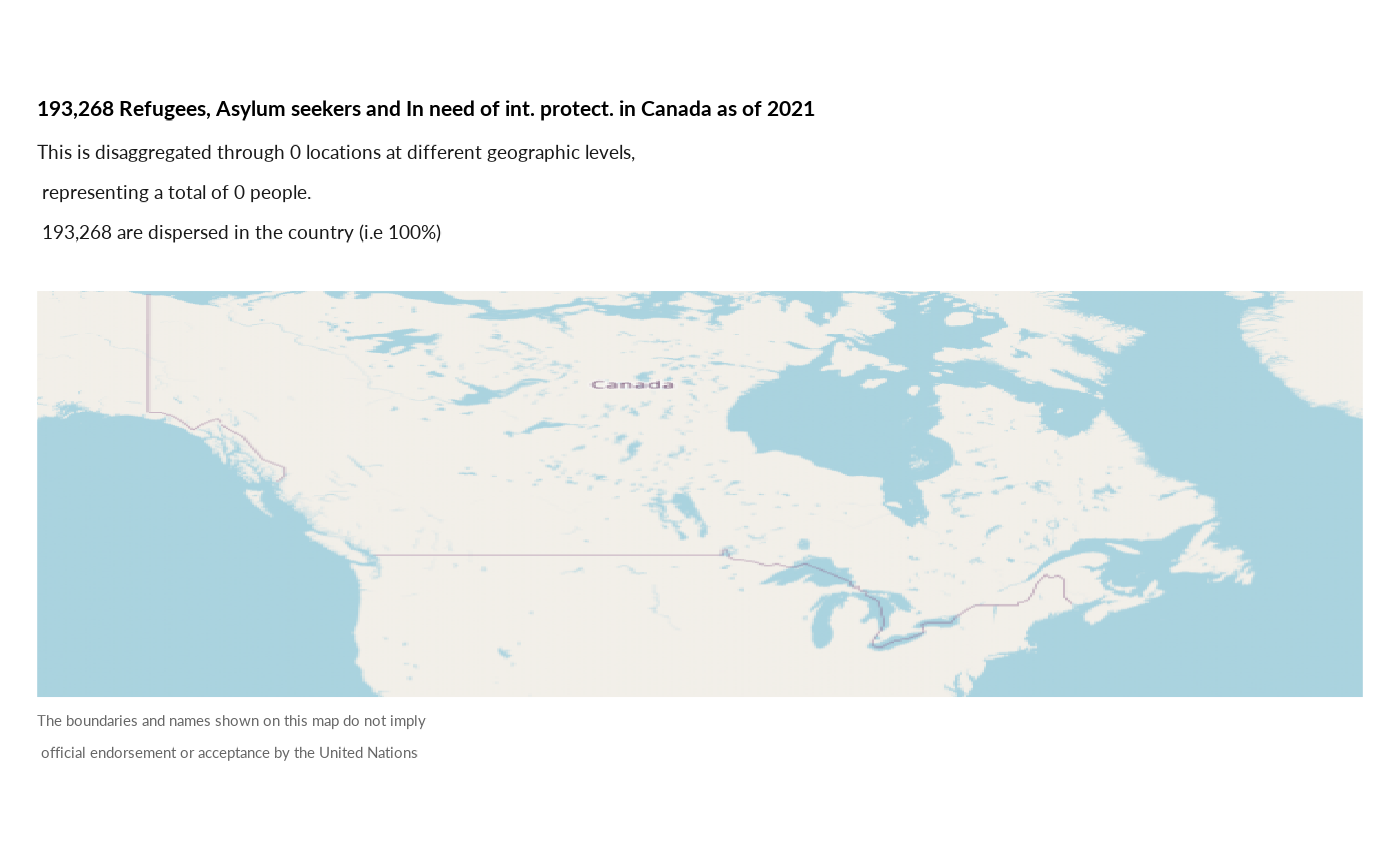 193,268 Refugees, Asylum seekers and In need of int. protect. in Canada as of 2021
This is disaggregated through 0 locations at different geographic levels,
representing a total of 0 people.
193,268 are dispersed in the country (i.e 100%)
Canada
The boundaries and names shown on this map do not imply
official endorsement or acceptance by the United Nations